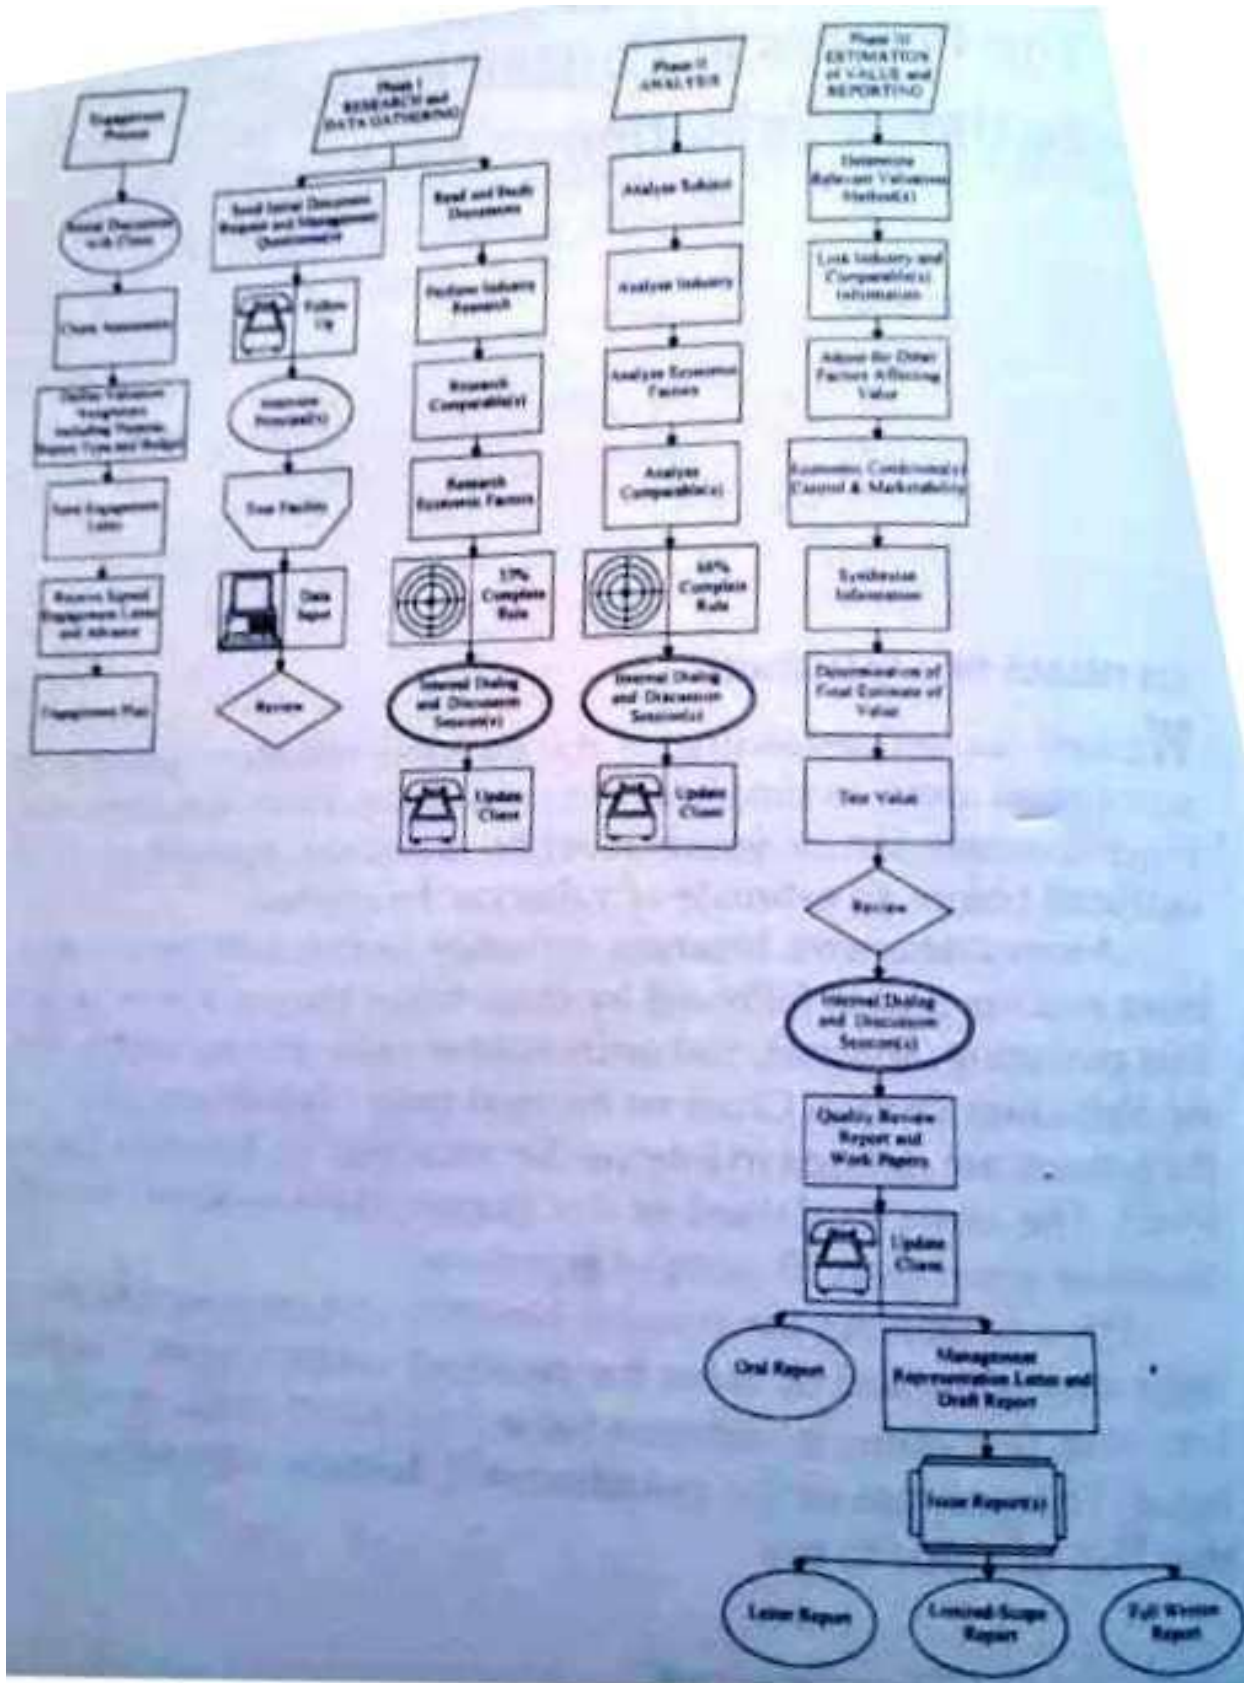 Engagement
Process
Initial Discussion
with Client
Client Assessment
Define Valuation
Assignment
Including Purpose,
Report Type and Budget
Send Engagement
Letter
Receive Signed
Engagement Letter
and Advance
Engagement Plan
Phase I
RESEARCH and
DATA GATHERING
Send Initial Document
Request and Management
Questionnaire
Follow
Up
Interview
Principal(s)
Tour Facility
Data
Input
Review
Read and Study
Documents
Perform Industry
Research
Research
Comparable(s)
Research
Economic Factors
Complete
Rule
Internal Dialog
and Discussion
Session(s)
Update
Client
Phase II
ANALYSIS
Analyze Subject
Analyze Industry
Analyze Economic
Factors
Analyze
Comparable(s)
Complete
Rule
Internal Dialog
and Discussion
Session(s)
Update
Client
Phase III
ESTIMATION
of VALUE and
REPORTING
Determine
Relevant Valuation
Method(s)
Link Industry and
Comparable(s)
Information
Adjust for Other
Factors Affecting
Value
Economic Condition(s)
Control & Marketability
Synthesize
Information
Determination of
Final Estimate of
Value
Test Value
Review
Internal Dialog
and Discussion
Session(s)
Quality Review
Report and
Work Papers
Update
Client
Oral Report
Management
Representation Letter and
Draft Report
Issue Report(s)
Letter Report
Limited-Scope
Report
Full Written
Report